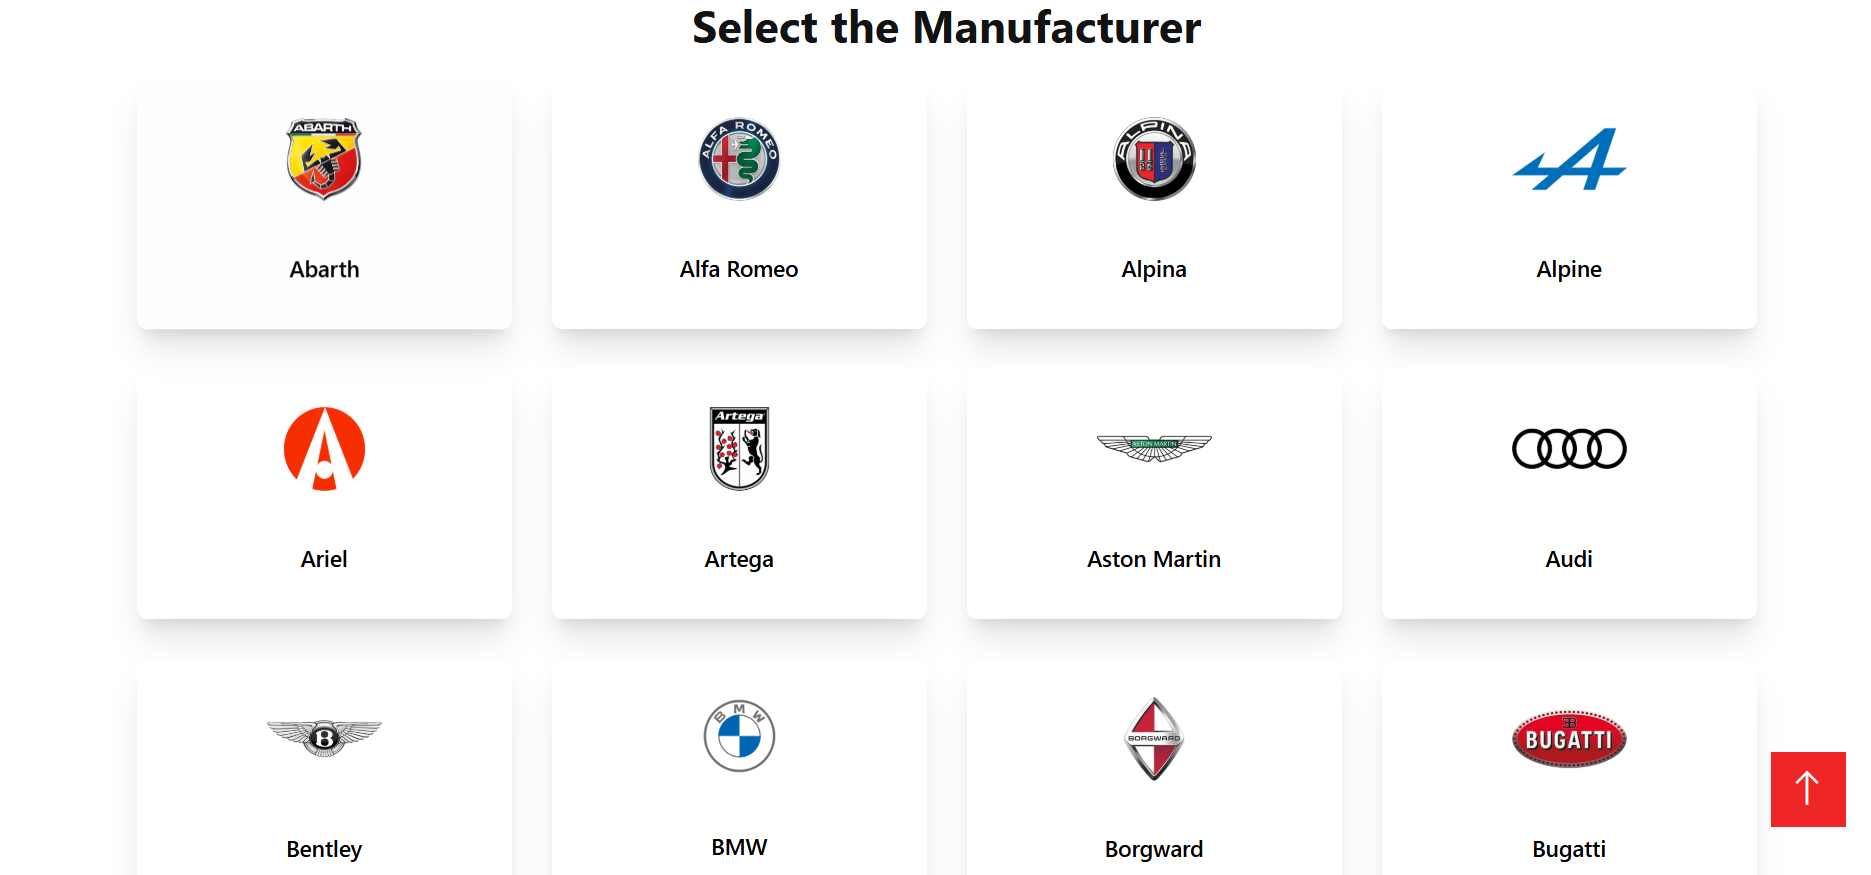 Select the Manufacturer
ABARTH
ALFA ROMEO
ALPINA
Abarth
Alfa Romeo
Alpina
Alpine
Artega
ASTON MARTIN
Ariel
Artega
Aston Martin
Audi
B
BMW
BORGWARD
EB
BUGATTI
Bentley
BMW
Borgward
Bugatti